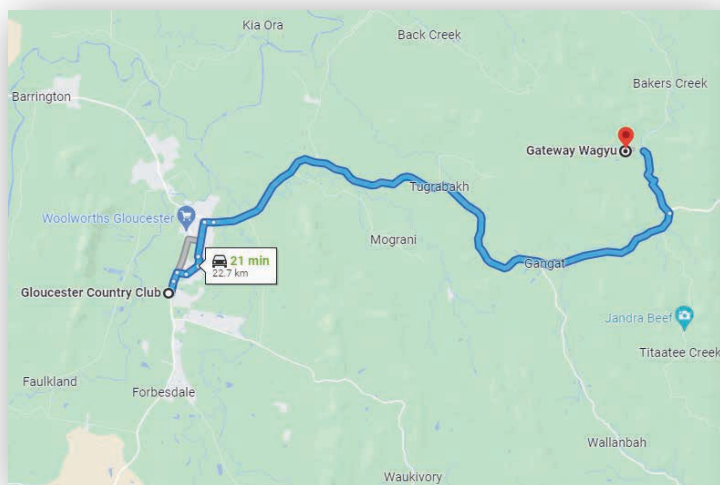 Kia Ora
Back Creek
Barrington
Bakers Creek
Gateway Wagyu
Tugrabakh
Woolworths Gloucester
Mograni
21 min
22.7 km
Gangat
Gloucester Country Club
Jandra Beef
Titaatee Creek
Faulkland
Forbesdale
Wallanbah
Waukivory